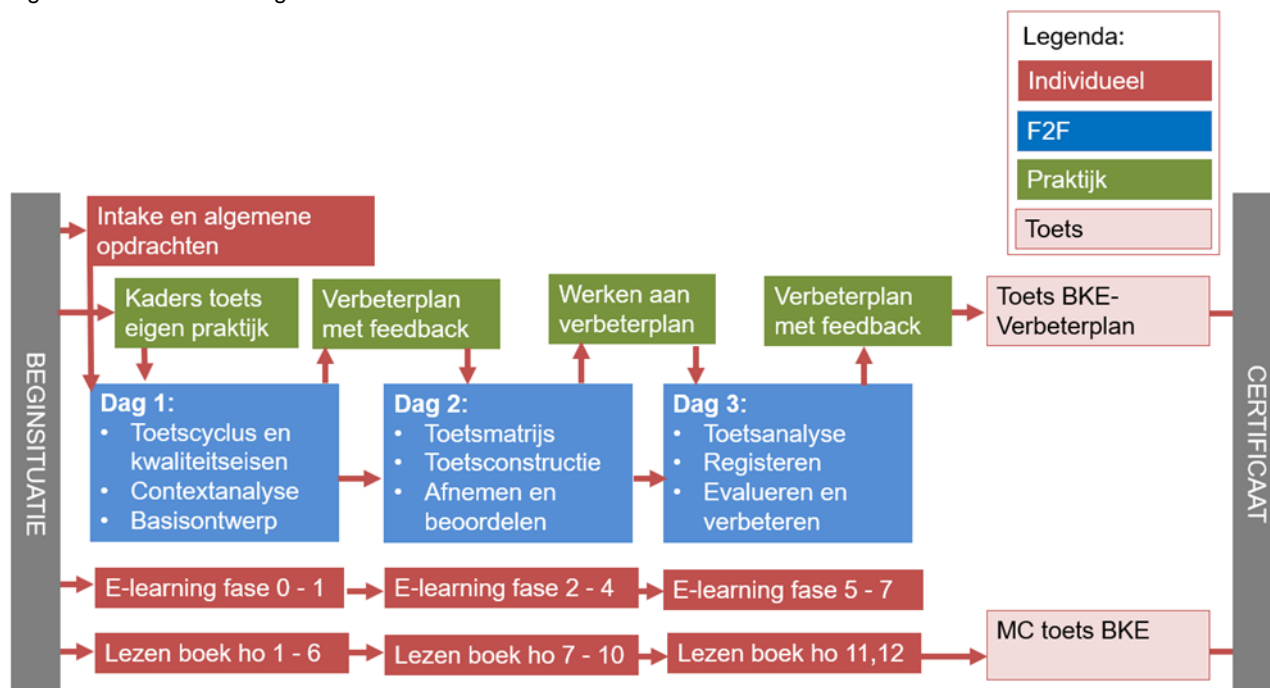 Legenda:
Individueel
F2F
Praktijk
Toets
BEGINSITUATIE
Intake en algemene
opdrachten
Kaders toets
eigen praktijk
Verbeterplan
met feedback
Werken aan
verbeterplan
Verbeterplan
met feedback
Toets BKE-
Verbeterplan
Dag 1:
• Toetscyclus en
kwaliteitseisen
• Contextanalyse
• Basisontwerp
Dag 2:
• Toetsmatrijs
• Toetsconstructie
• Afnemen en
beoordelen
Dag 3:
• Toetsanalyse
• Registeren
• Evalueren en
verbeteren
E-learning fase 0 - 1
E-learning fase 2 - 4
E-learning fase 5 - 7
Lezen boek ho 1 - 6
Lezen boek ho 7 - 10
Lezen boek ho 11,12
MC toets BKE
CERTIFICAAT